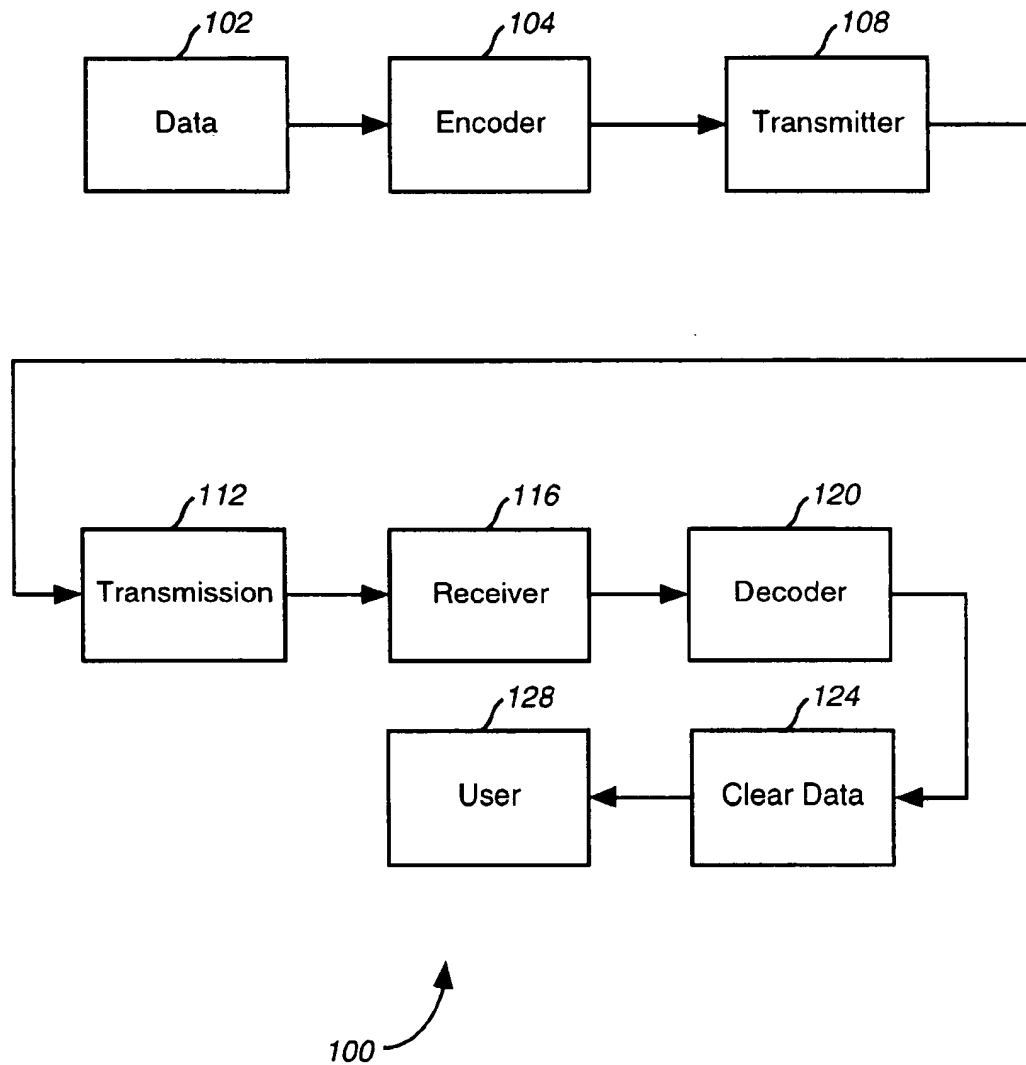 102
104
108
Data
Encoder
Transmitter
112
116
120
Transmission
Receiver
Decoder
128
124
User
Clear Data
100